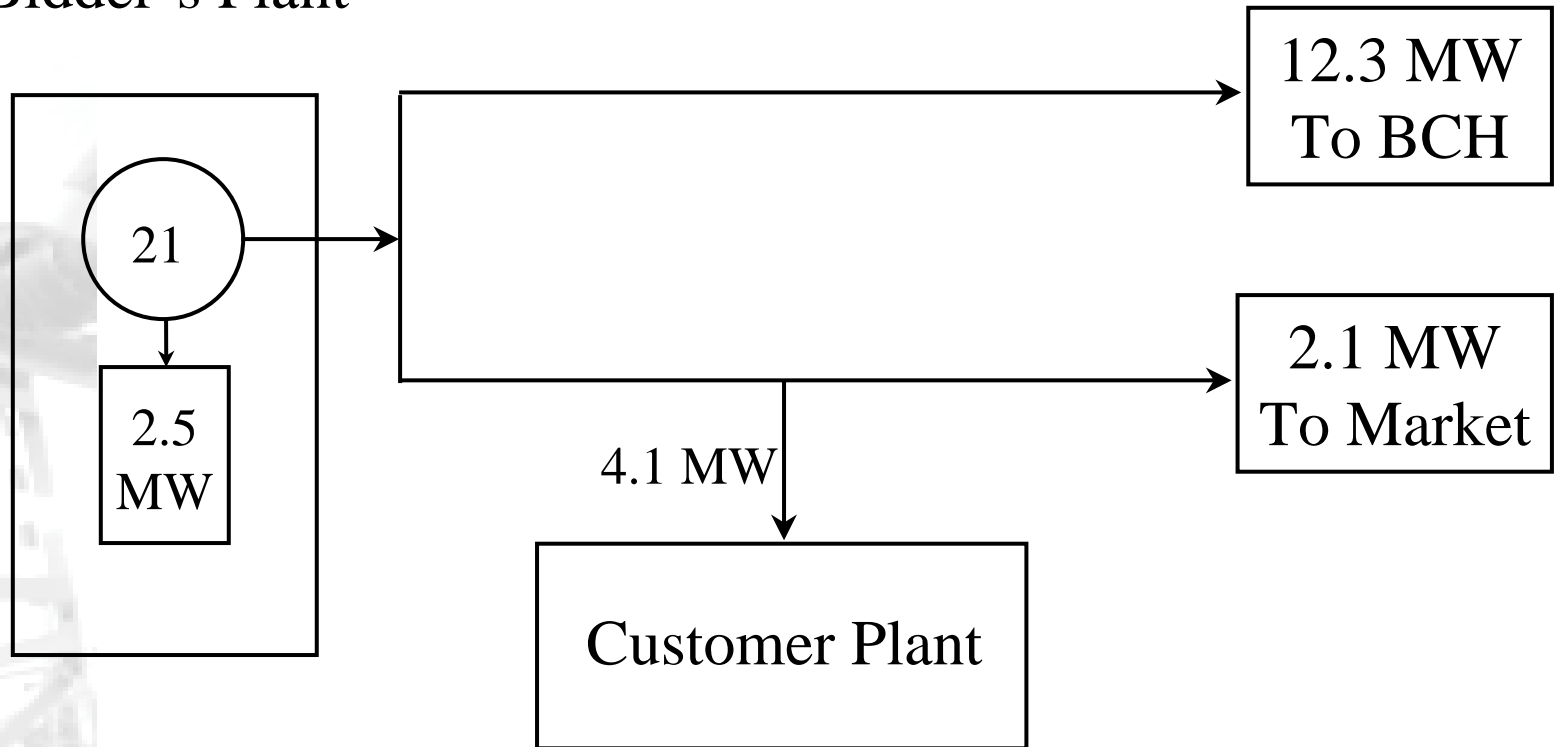 Bidder's Plant
12.3 MW
To BCH
21
2.5
MW
2.1 MW
To Market
4.1 MW
Customer Plant